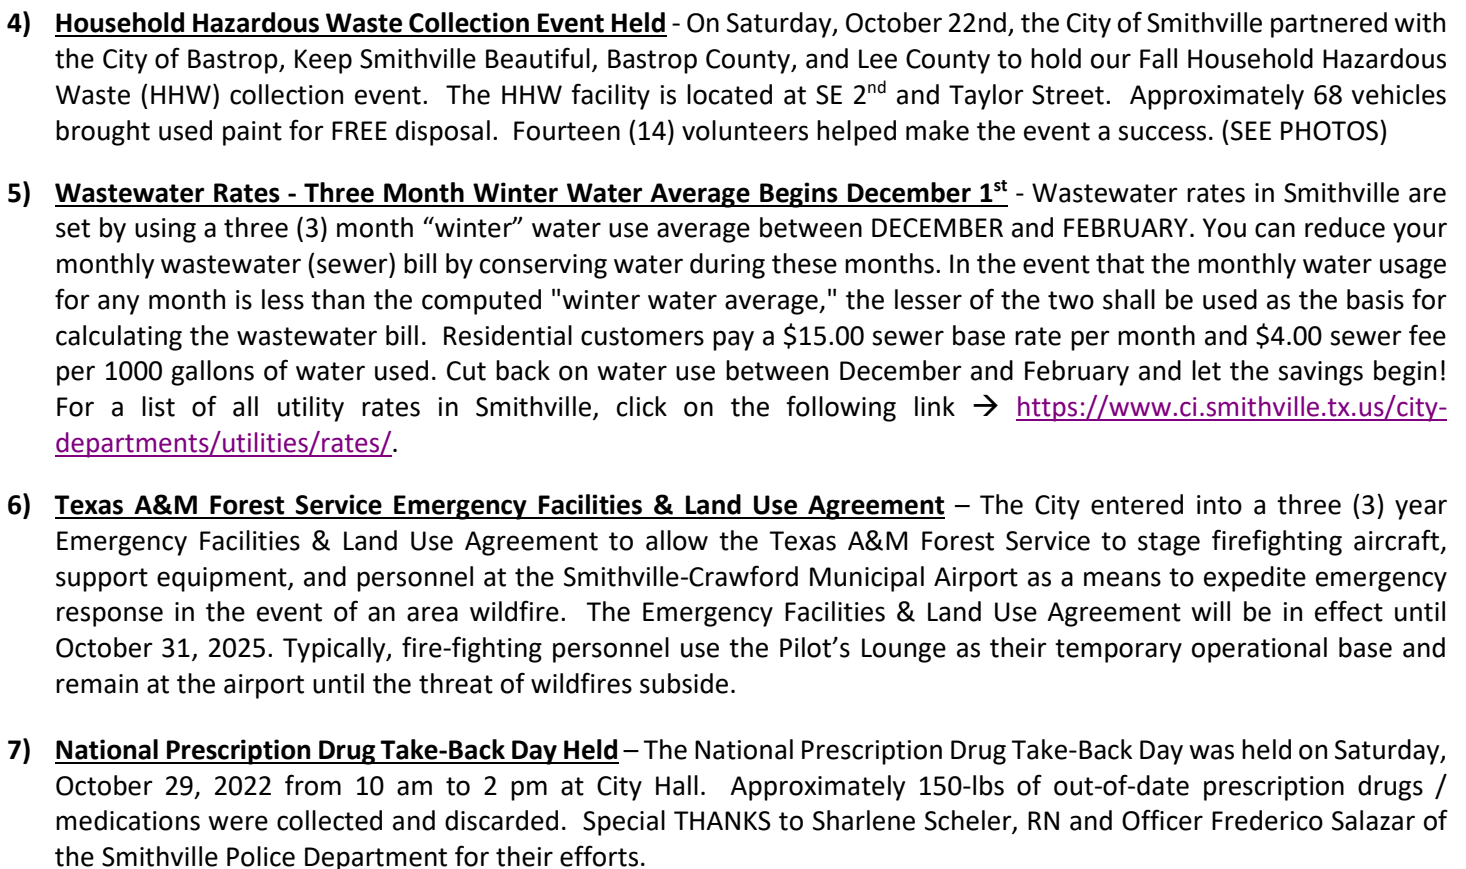 4) Household Hazardous Waste Collection Event Held - On Saturday, October 22nd, the City of Smithville partnered with
the City of Bastrop, Keep Smithville Beautiful, Bastrop County, and Lee County to hold our Fall Household Hazardous
Waste (HHW) collection event. The HHW facility is located at SE 2nd and Taylor Street. Approximately 68 vehicles
brought used paint for FREE disposal. Fourteen (14) volunteers helped make the event a success. (SEE PHOTOS)
5) Wastewater Rates - Three Month Winter Water Average Begins December 1st - Wastewater rates in Smithville are
set by using a three (3) month “winter” water use average between DECEMBER and FEBRUARY. You can reduce your
monthly wastewater (sewer) bill by conserving water during these months. In the event that the monthly water usage
for any month is less than the computed "winter water average," the lesser of the two shall be used as the basis for
calculating the wastewater bill. Residential customers pay a $15.00 sewer base rate per month and $4.00 sewer fee
per 1000 gallons of water used. Cut back on water use between December and February and let the savings begin!
For a list of all utility rates in Smithville, click on the following link → https://www.ci.smithville.tx.us/city-
departments/utilities/rates/.
6) Texas A&M Forest Service Emergency Facilities & Land Use Agreement – The City entered into a three (3) year
Emergency Facilities & Land Use Agreement to allow the Texas A&M Forest Service to stage firefighting aircraft,
support equipment, and personnel at the Smithville-Crawford Municipal Airport as a means to expedite emergency
response in the event of an area wildfire. The Emergency Facilities & Land Use Agreement will be in effect until
October 31, 2025. Typically, fire-fighting personnel use the Pilot’s Lounge as their temporary operational base and
remain at the airport until the threat of wildfires subside.
7) National Prescription Drug Take-Back Day Held – The National Prescription Drug Take-Back Day was held on Saturday,
October 29, 2022 from 10 am to 2 pm at City Hall. Approximately 150-lbs of out-of-date prescription drugs /
medications were collected and discarded. Special THANKS to Sharlene Scheler, RN and Officer Frederico Salazar of
the Smithville Police Department for their efforts.